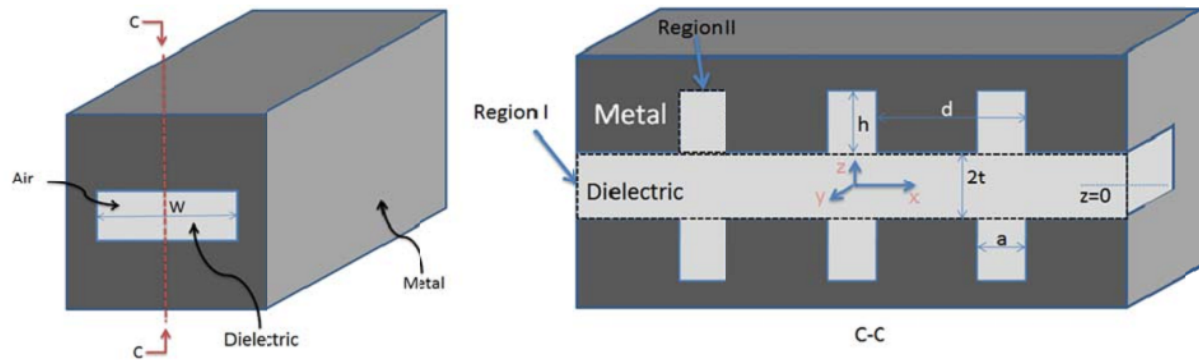 C
Air
W
Metal
C
Dielectric
Region II
Region I
Metal
h
d
Dielectric
z
y
x
2t
z=0
a
C-C